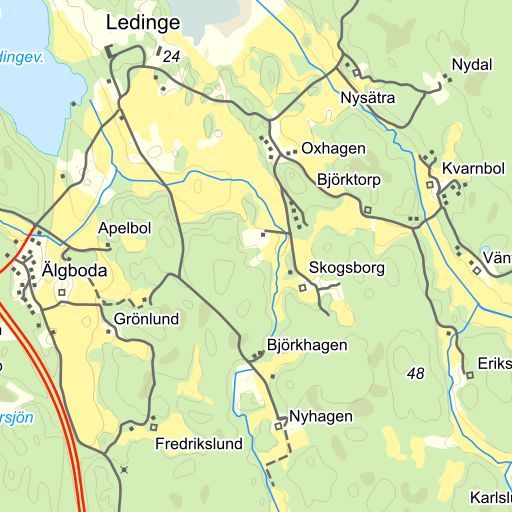 Ledinge
24
dingev.
Nydal
Nysätra
Oxhagen
Kvarnbol
Björktorp
Apelbol
Vän
Älgboda
Skogsborg
Grönlund
Björkhagen
Eriks
48
rsjön
Nyhagen
Fredrikslund
Karlsl